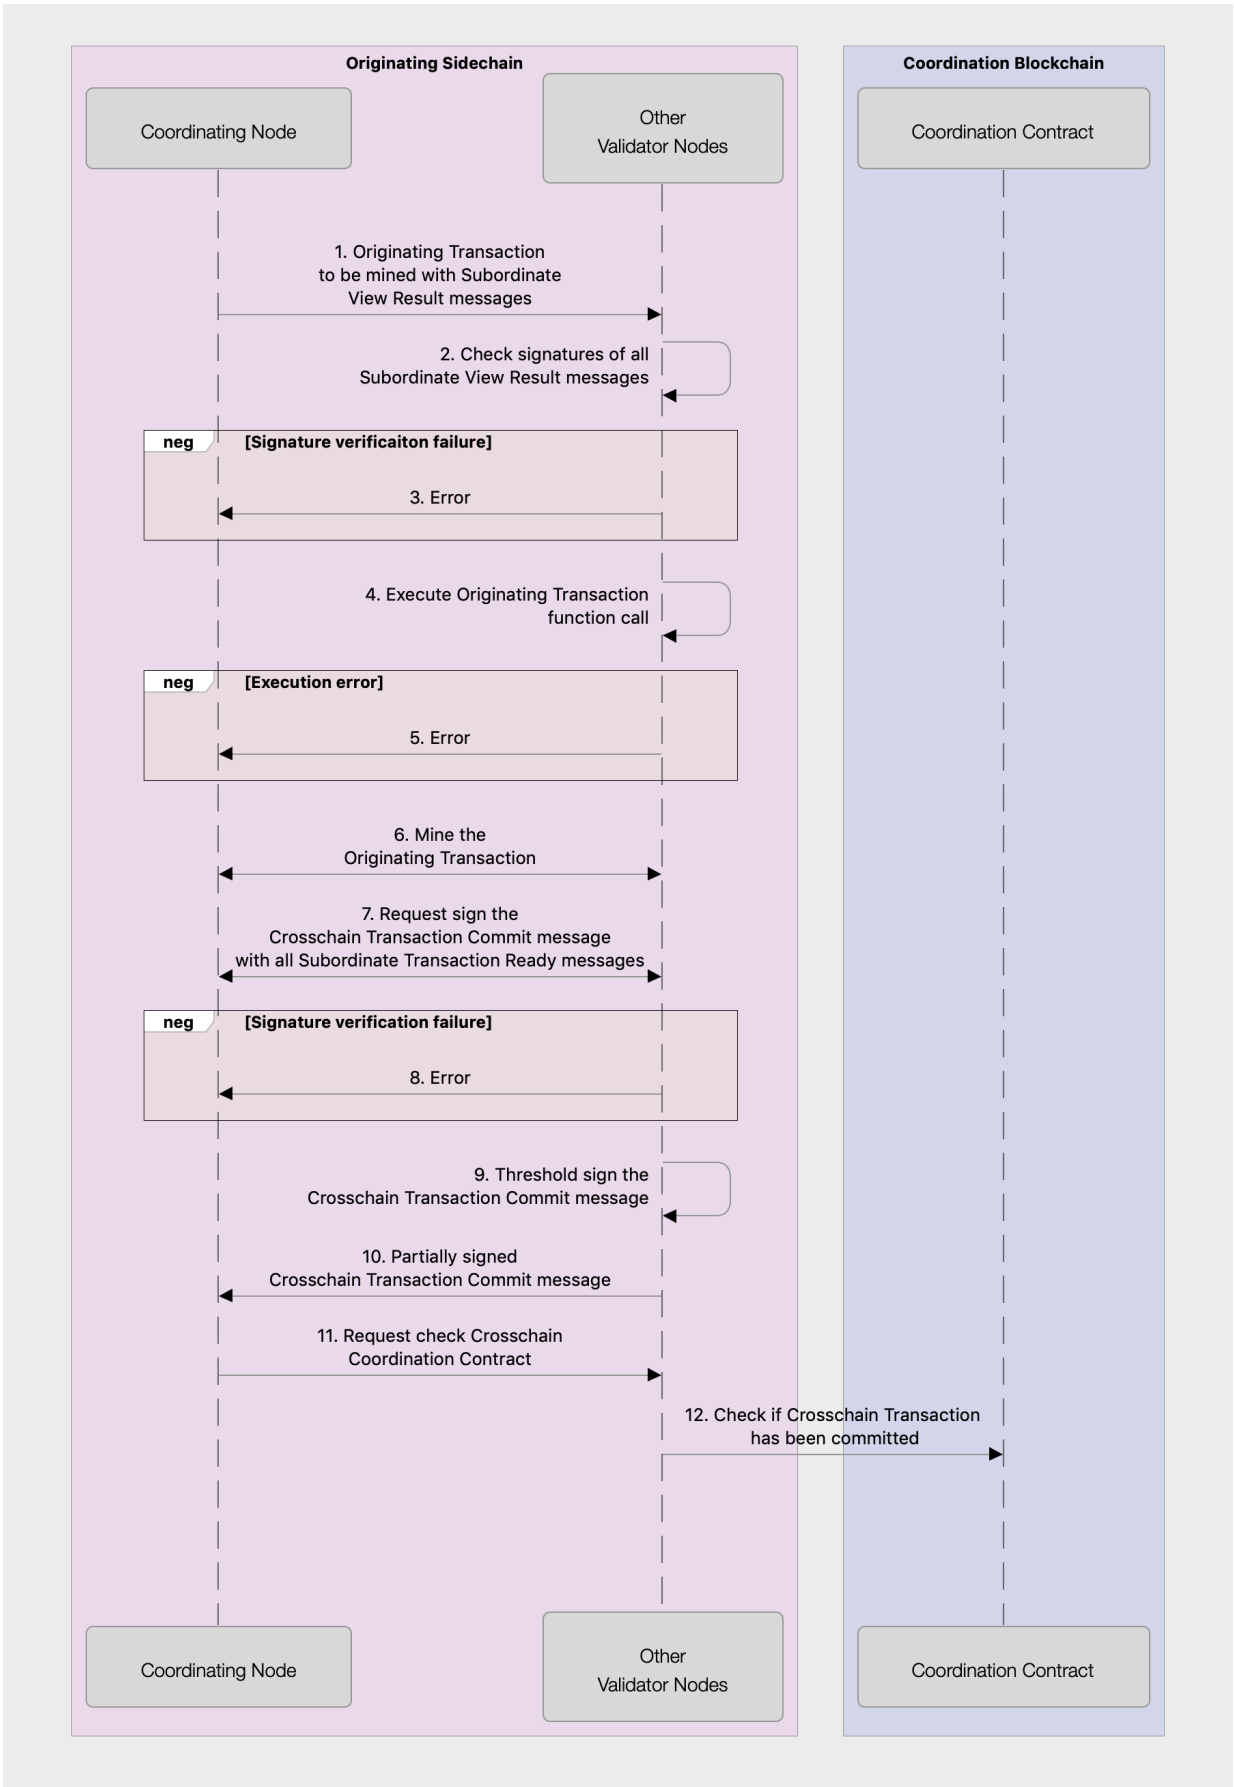 Originating Sidechain
Coordination Blockchain
Coordinating Node
Other
Validator Nodes
Coordination Contract
1. Originating Transaction
to be mined with Subordinate
View Result messages
2. Check signatures of all
Subordinate View Result messages
neg
[Signature verificaiton failure]
3. Error
4. Execute Originating Transaction
function call
neg
[Execution error]
5. Error
6. Mine the
Originating Transaction
7. Request sign the
Crosschain Transaction Commit message
with all Subordinate Transaction Ready messages
neg
[Signature verification failure]
8. Error
9. Threshold sign the
Crosschain Transaction Commit message
10. Partially signed
Crosschain Transaction Commit message
11. Request check Crosschain
Coordination Contract
12. Check if Crosschain Transaction
has been committed
Coordinating Node
Other
Validator Nodes
Coordination Contract